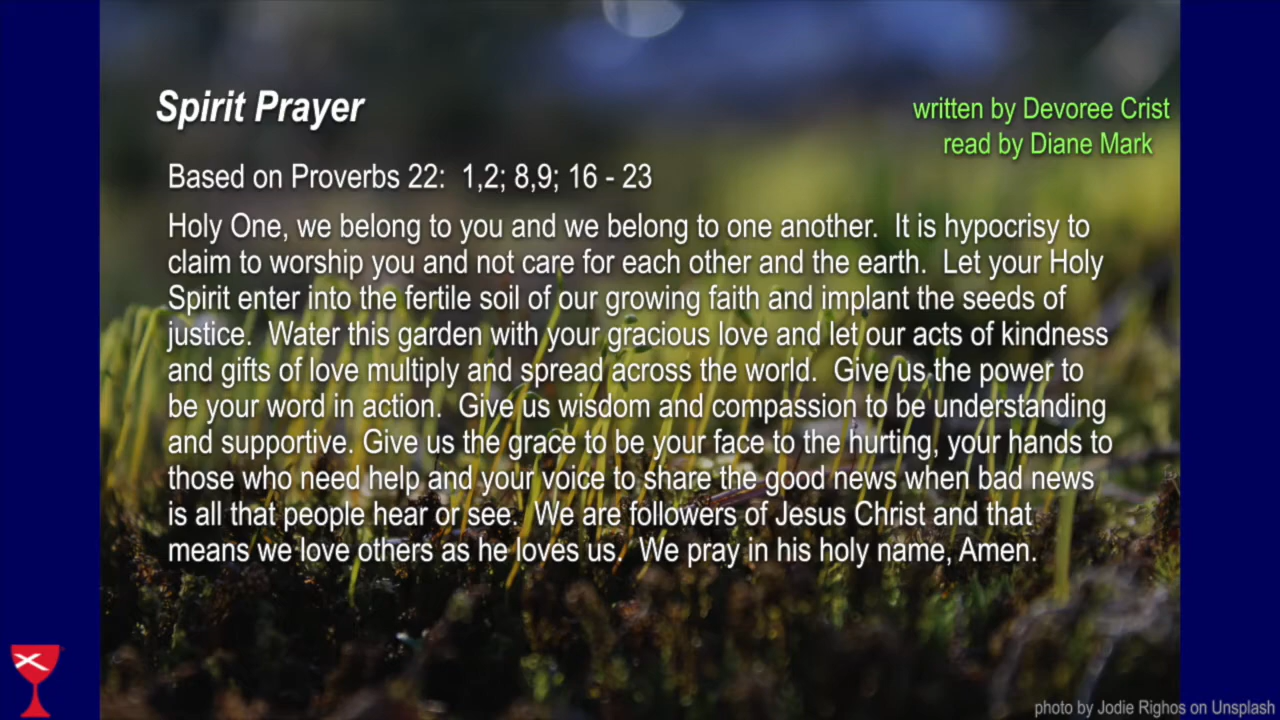 Spirit Prayer
written by Devoree Crist
read by Diane Mark
Based on Proverbs 22:  1,2; 8,9; 16 - 23
Holy One, we belong to you and we belong to one another.  It is hypocrisy to
claim to worship you and not care for each other and the earth.  Let your Holy
Spirit enter into the fertile soil of our growing faith and implant the seeds of
justice.  Water this garden with your gracious love and let our acts of kindness
and gifts of love multiply and spread across the world.  Give us the power to
be your word in action.  Give us wisdom and compassion to be understanding
and supportive. Give us the grace to be your face to the hurting, your hands to
those who need help and your voice to share the good news when bad news
is all that people hear or see.  We are followers of Jesus Christ and that
means we love others as he loves us.  We pray in his holy name, Amen.
photo by Jodie Righos on Unsplash